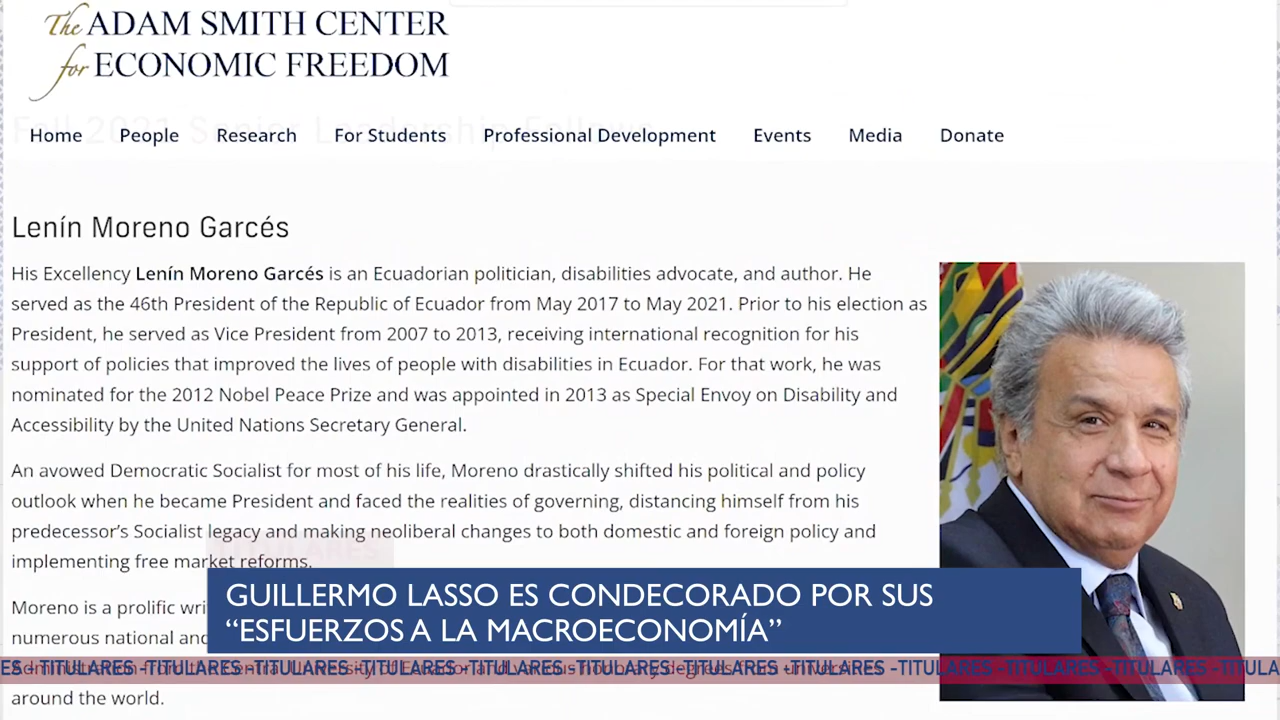 The ADAM SMITH CENTER
for ECONOMIC FREEDOM
Home People Research For Students Professional Development Events Media Donate
Lenín Moreno Garcés
His Excellency Lenín Moreno Garcés is an Ecuadorian politician, disabilities advocate, and author. He
served as the 46th President of the Republic of Ecuador from May 2017 to May 2021. Prior to his election as
President, he served as Vice President from 2007 to 2013, receiving international recognition for his
support of policies that improved the lives of people with disabilities in Ecuador. For that work, he was
nominated for the 2012 Nobel Peace Prize and was appointed in 2013 as Special Envoy on Disability and
Accessibility by the United Nations Secretary General.
An avowed Democratic Socialist for most of his life, Moreno drastically shifted his political and policy
outlook when he became President and faced the realities of governing, distancing himself from his
predecessor's Socialist legacy and making neoliberal changes to both domestic and foreign policy and
implementing free market reforms.
TITULARES
Moreno is a prolific wri
numerous national and
GUILLERMO LASSO ES CONDECORADO POR SUS
“ESFUERZOS A LA MACROECONOMÍA”
ES -TITULARES -TITULARES -TITULARES -TITULARES -TITULARES -TITULARES -TITULARES -TITULARES -TITULARES -TITULARES -TITULARES -TITULA
around the world.